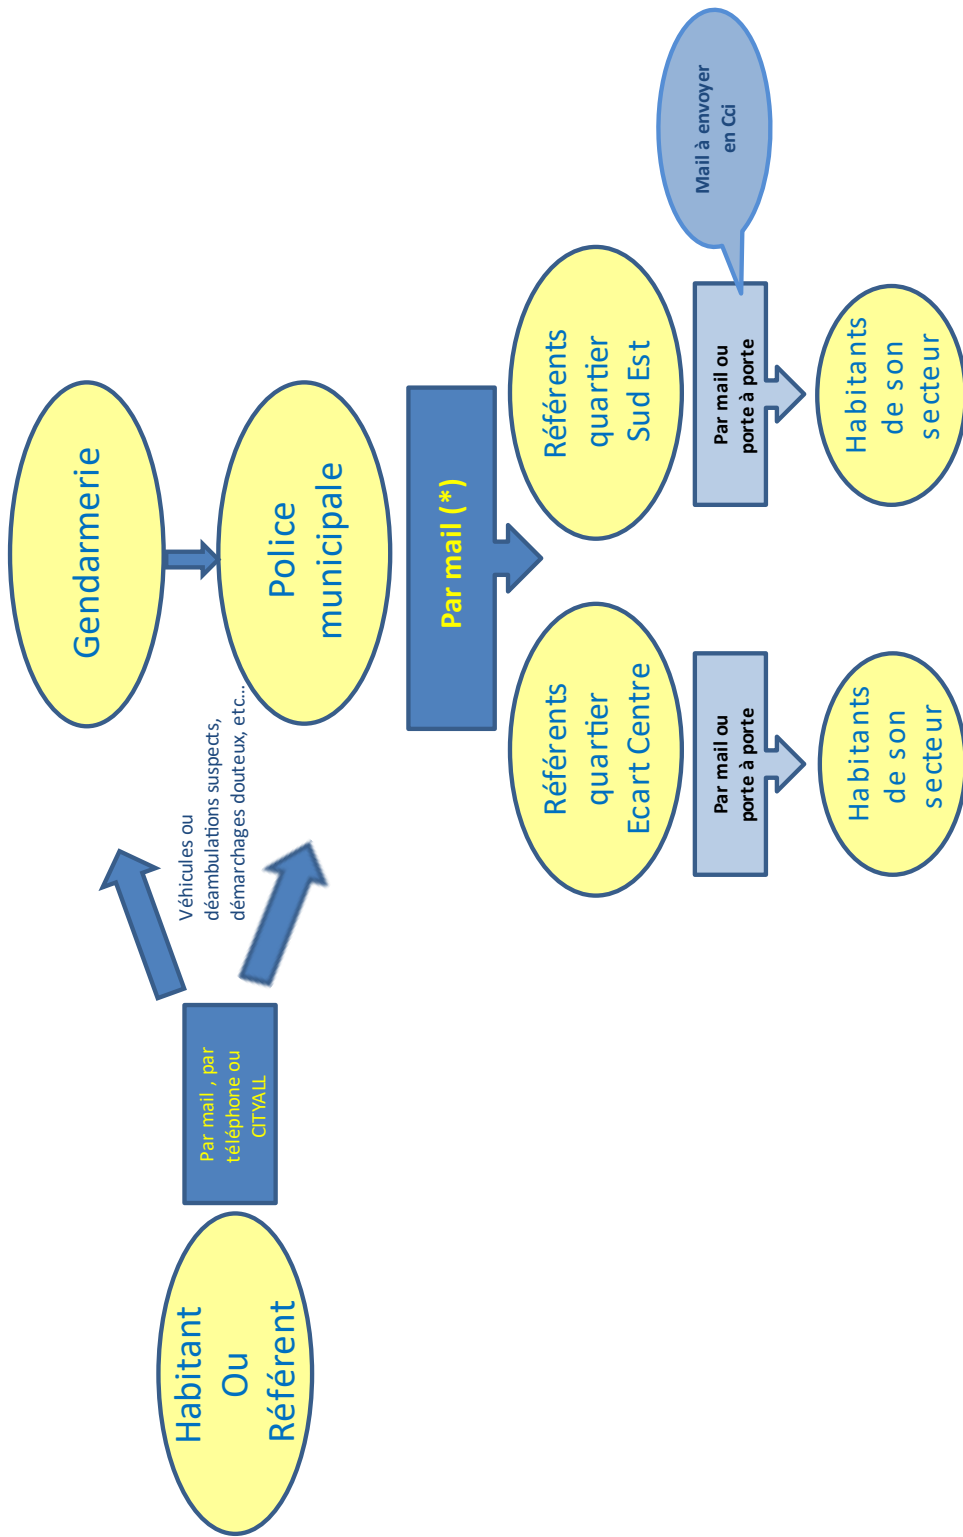 Habitant
Ou
Référent
Par mail , par
téléphone ou
CITYALL
Véhicules ou
déambulations suspects,
démarchages douteux, etc…
Gendarmerie
Police
municipale
Par mail (*)
Référents
quartier
Ecart Centre
Référents
quartier
Sud Est
Par mail ou
porte à porte
Par mail ou
porte à porte
Mail à envoyer
en Cci
Habitants
de son
secteur
Habitants
de son
secteur